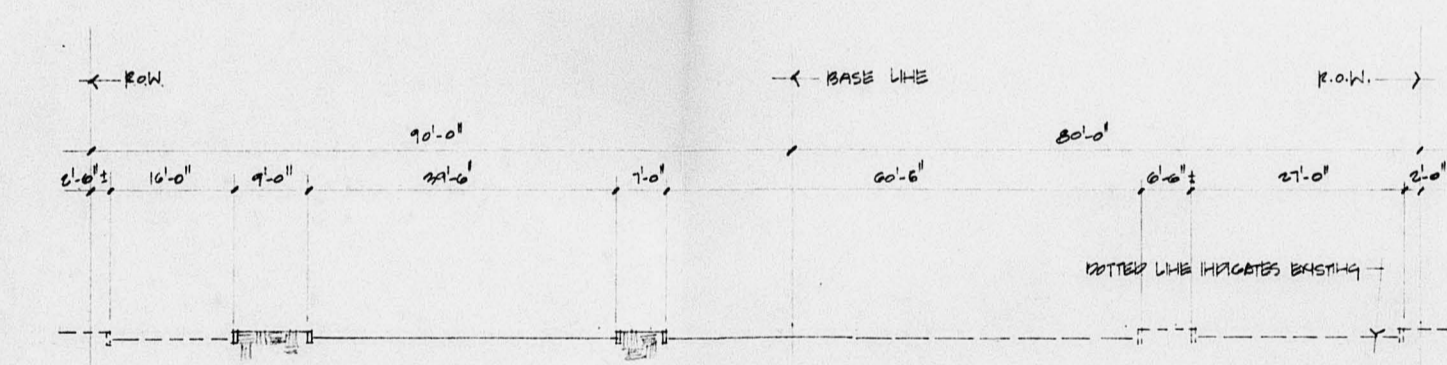 R.O.W.
BASE LINE
R.O.W.
90'-0"
80'-0"
2'-6"±
16'-0"
9'-0"
39'-6"
7'-0"
60'-6"
6'-6"±
27'-0"
2'-0"
DOTTED LINE INDICATES EXISTING